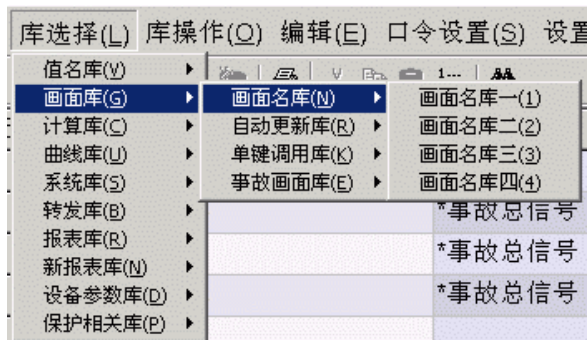 库选择(L) 库操作(O) 编辑(E) 口令设置(S) 设置
值名库(V)
画面库(G) 画面名库(N) 画面名库一(1)
计算库(C) 自动更新库(R) 画面名库二(2)
曲线库(U) 单键调用库(K) 画面名库三(3)
系统库(S) 事故画面库(E) 画面名库四(4)
转发库(B) *事故总信号
报表库(R) *事故总信号
新报表库(N)
设备参数库(D) *事故总信号
保护相关库(P)